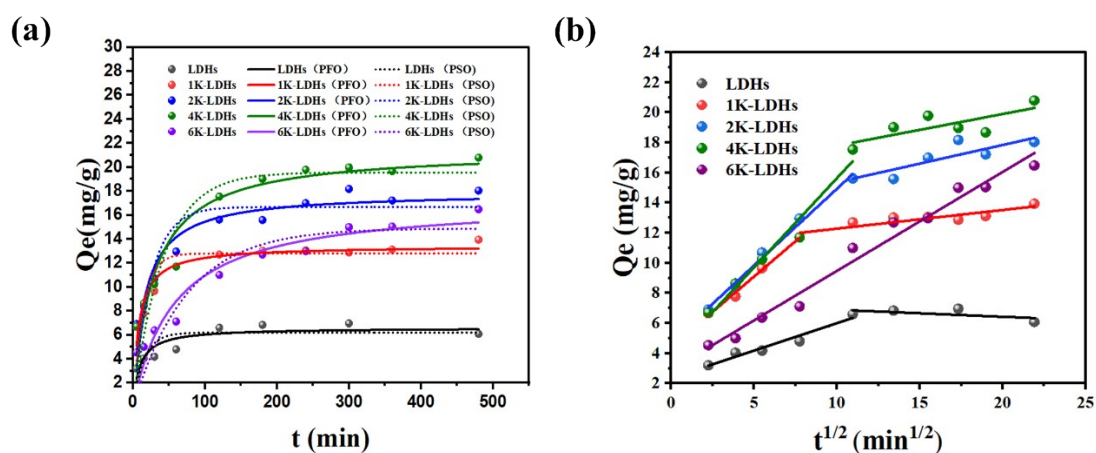 (a)
Qe(mg/g)
30
28
26
24
22
20
18
16
14
12
10
8
6
4
2
LDHs LDHs（PFO） LDHs （PSO）
1K-LDHs 1K-LDHs（PFO） 1K-LDHs (PSO)
2K-LDHs 2K-LDHs（PFO） 2K-LDHs (PSO)
4K-LDHs 4K-LDHs（PFO） 4K-LDHs (PSO)
6K-LDHs 6K-LDHs（PFO） 6K-LDHs (PSO)
0 100 200 300 400 500
t (min)
(b)
Qe (mg/g)
24
22
20
18
16
14
12
10
8
6
4
2
LDHs
1K-LDHs
2K-LDHs
4K-LDHs
6K-LDHs
0 5 10 15 20 25
t1/2 (min1/2)